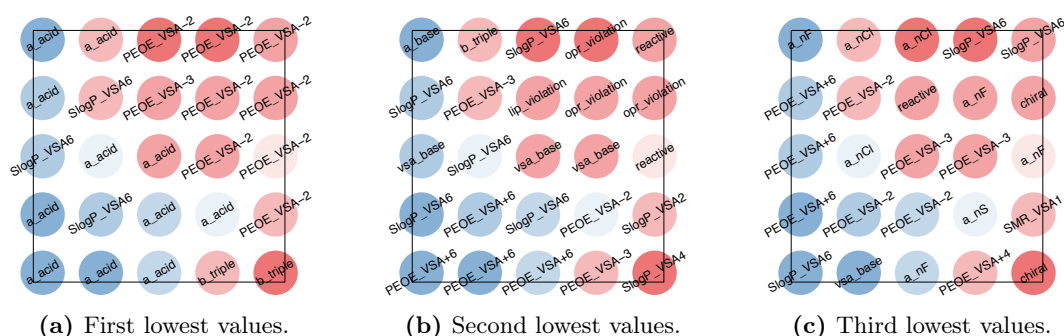 a_acid a_acid PEOE_VSA−2 PEOE_VSA−2 PEOE_VSA−2
a_acid SlogP_VSA6 PEOE_VSA−3 PEOE_VSA−2 PEOE_VSA−2
SlogP_VSA6 a_acid a_acid PEOE_VSA−2 PEOE_VSA−2
a_acid SlogP_VSA6 a_acid a_acid PEOE_VSA−2
a_acid a_acid a_acid b_triple b_triple
(a) First lowest values.
a_base b_triple SlogP_VSA6 opr_violation reactive
SlogP_VSA6 PEOE_VSA−3 lip_violation opr_violation opr_violation
vsa_base SlogP_VSA6 vsa_base vsa_base reactive
SlogP_VSA6 PEOE_VSA+6 SlogP_VSA6 PEOE_VSA−2 SlogP_VSA2
PEOE_VSA+6 PEOE_VSA+6 PEOE_VSA+6 PEOE_VSA−3 SlogP_VSA4
(b) Second lowest values.
a_nF a_nCl a_nCl SlogP_VSA6 SlogP_VSA6
PEOE_VSA+6 PEOE_VSA−2 reactive a_nF chiral
PEOE_VSA+6 a_nCl PEOE_VSA−3 PEOE_VSA−3 a_nF
PEOE_VSA+6 PEOE_VSA−2 PEOE_VSA−2 a_nS SMR_VSA1
SlogP_VSA6 vsa_base a_nF PEOE_VSA+4 chiral
(c) Third lowest values.